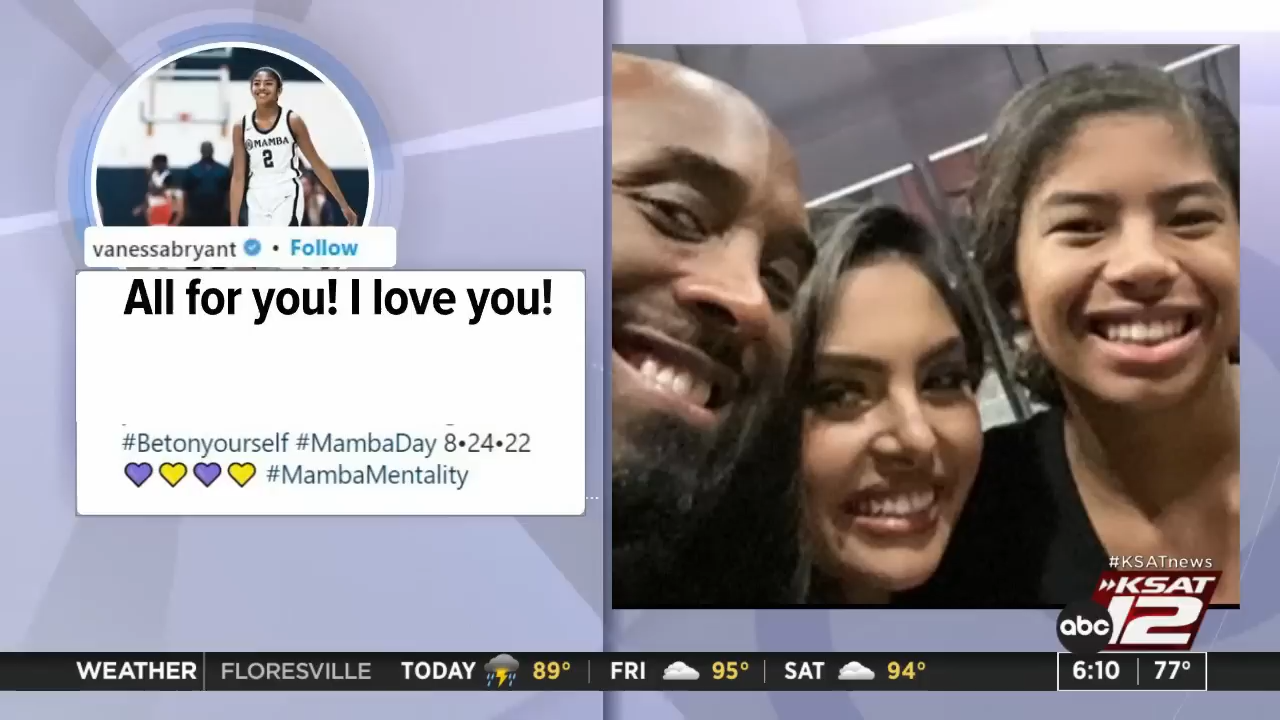 MAMBA
2
vanessabryant • Follow
All for you! I love you!
#Betonyourself #MambaDay 8•24•22
💜💛💜💛 #MambaMentality
#KSATnews
KSAT
abc 12
WEATHER FLORESVILLE TODAY 89° FRI 95° SAT 94° 6:10 77°